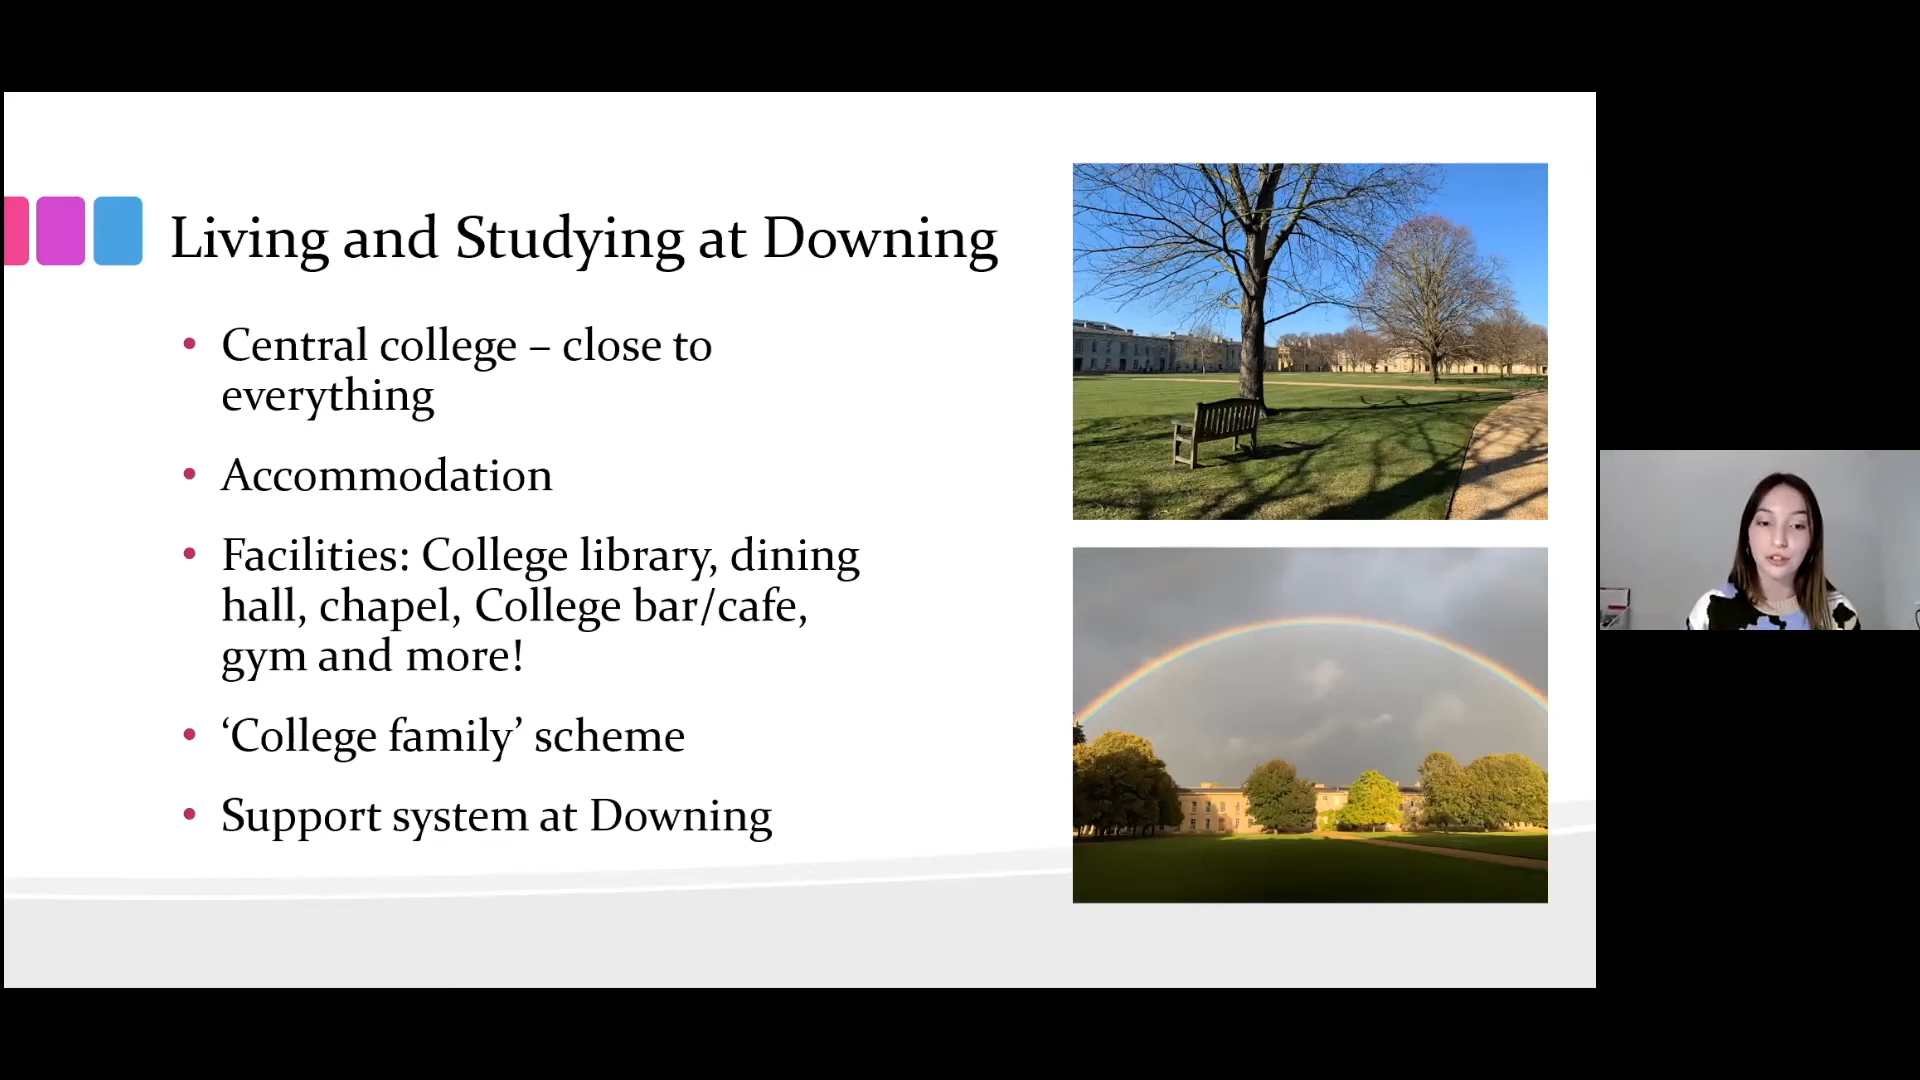 Living and Studying at Downing
• Central college – close to
everything
• Accommodation
• Facilities: College library, dining
hall, chapel, College bar/cafe,
gym and more!
• ‘College family’ scheme
• Support system at Downing